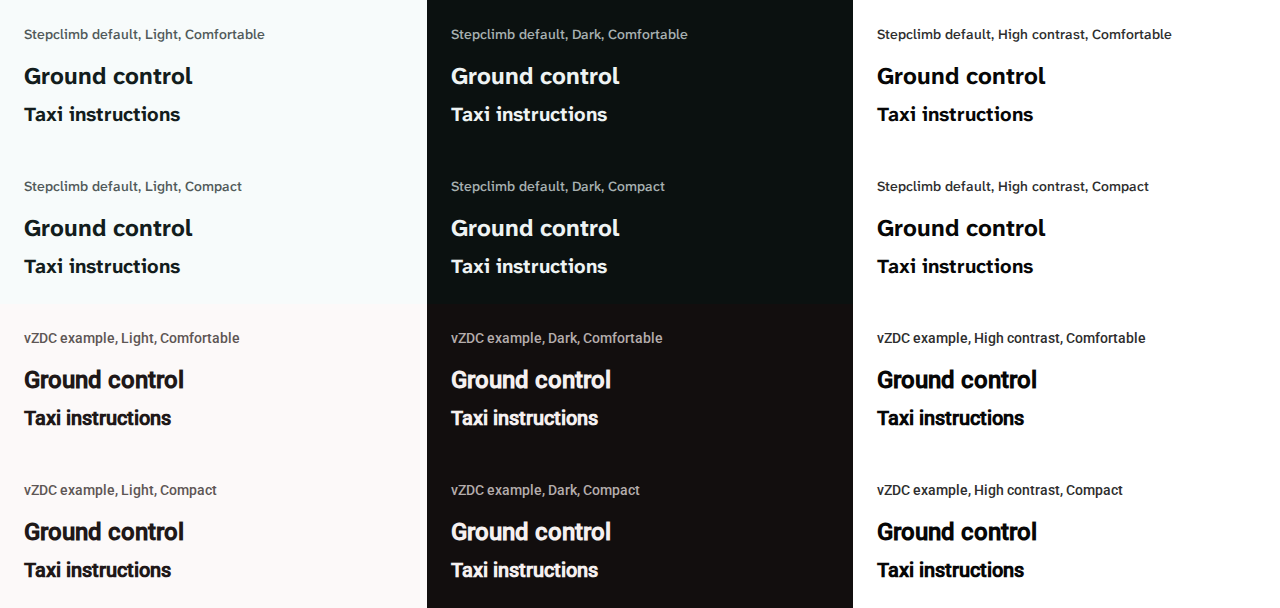 Stepclimb default, Light, Comfortable
Ground control
Taxi instructions
Stepclimb default, Dark, Comfortable
Ground control
Taxi instructions
Stepclimb default, High contrast, Comfortable
Ground control
Taxi instructions
Stepclimb default, Light, Compact
Ground control
Taxi instructions
Stepclimb default, Dark, Compact
Ground control
Taxi instructions
Stepclimb default, High contrast, Compact
Ground control
Taxi instructions
vZDC example, Light, Comfortable
Ground control
Taxi instructions
vZDC example, Dark, Comfortable
Ground control
Taxi instructions
vZDC example, High contrast, Comfortable
Ground control
Taxi instructions
vZDC example, Light, Compact
Ground control
Taxi instructions
vZDC example, Dark, Compact
Ground control
Taxi instructions
vZDC example, High contrast, Compact
Ground control
Taxi instructions